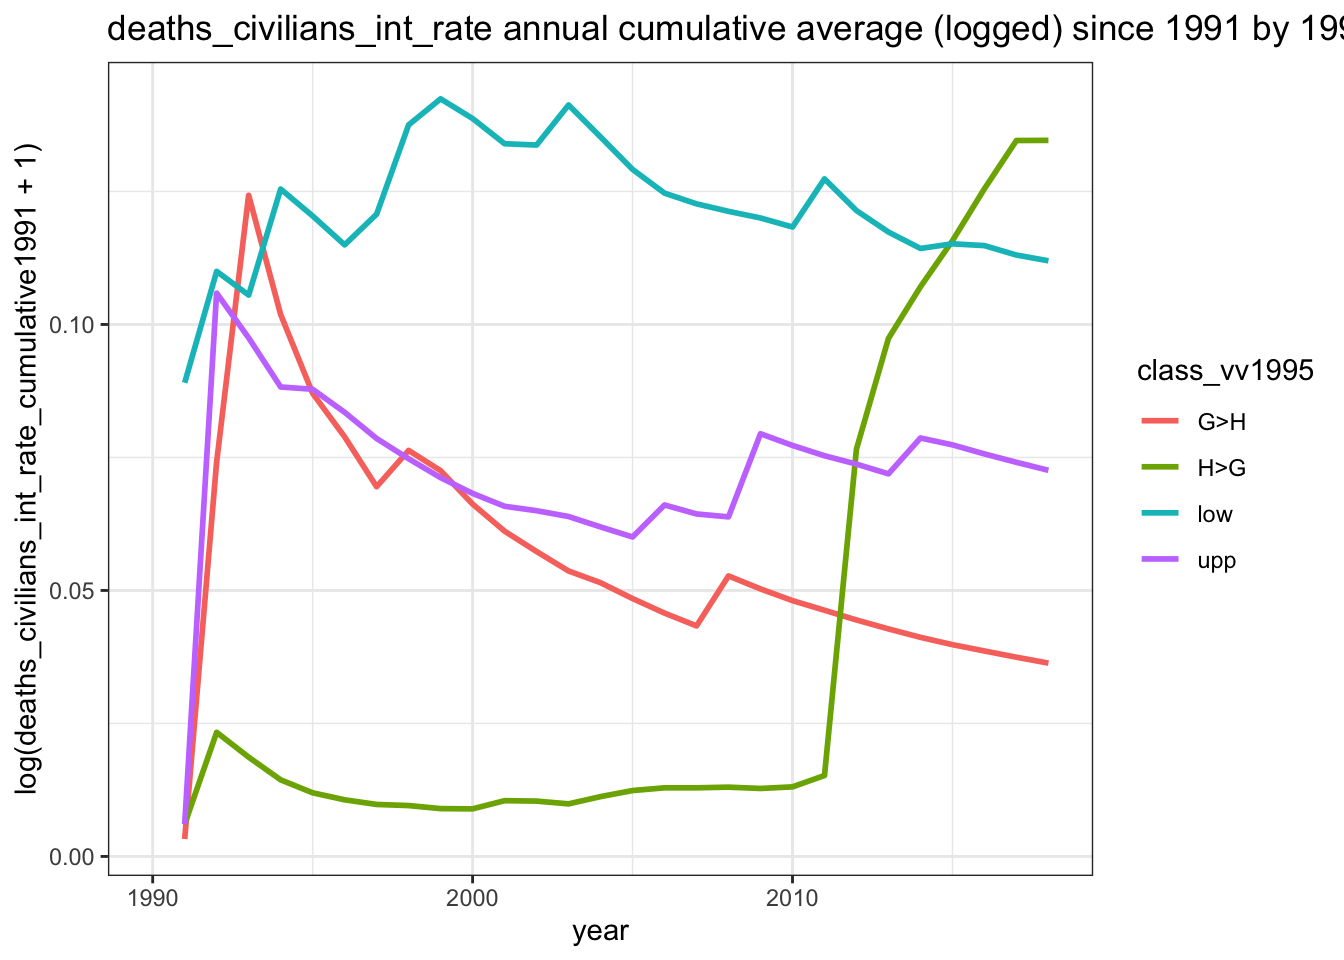 deaths_civilians_int_rate annual cumulative average (logged) since 1991 by 199
log(deaths_civilians_int_rate_cumulative1991 + 1)
0.10
0.05
0.00
1990 2000 2010
year
class_vv1995
G>H
H>G
low
upp